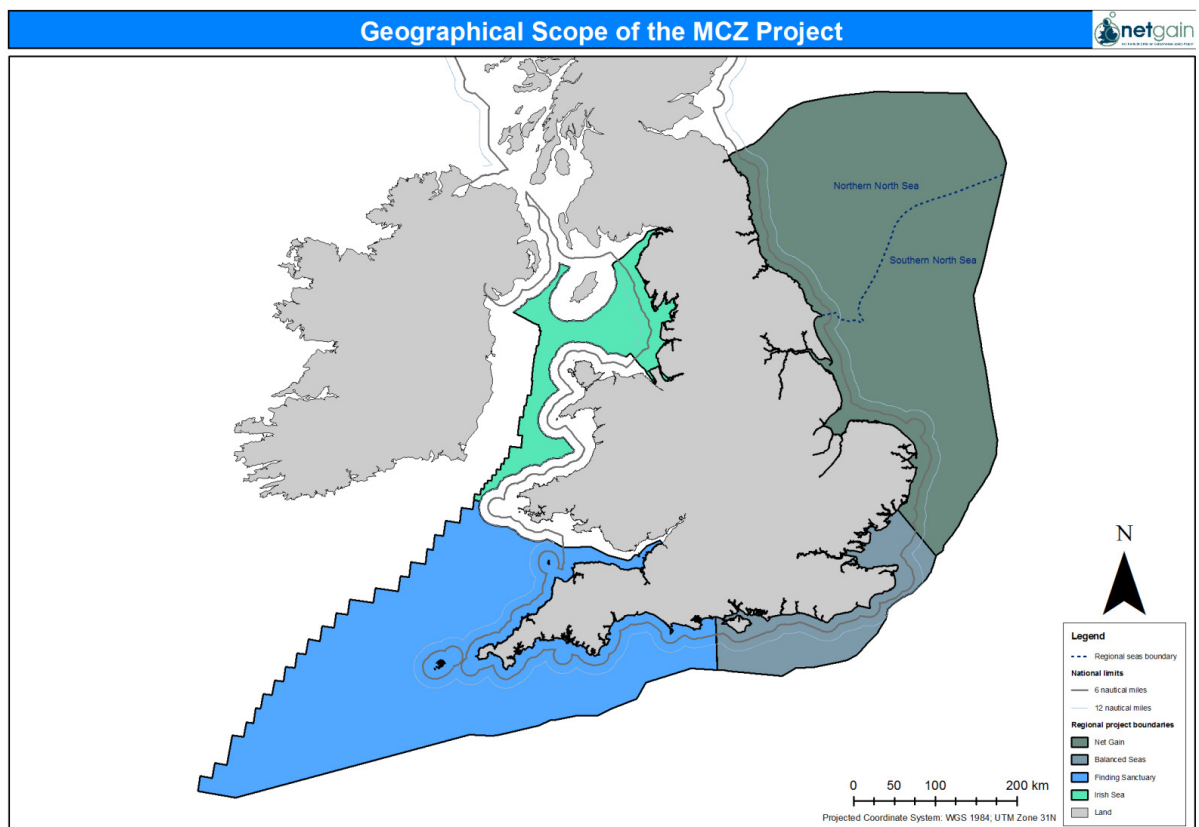 Geographical Scope of the MCZ Project
netgain
Northern North Sea
Southern North Sea
N
Legend
Regional seas boundary
National limits
6 nautical miles
12 nautical miles
Regional project boundaries
Net Gain
Balanced Seas
Finding Sanctuary
Irish Sea
Land
0 50 100 200 km
Projected Coordinate System: WGS 1984; UTM Zone 31N